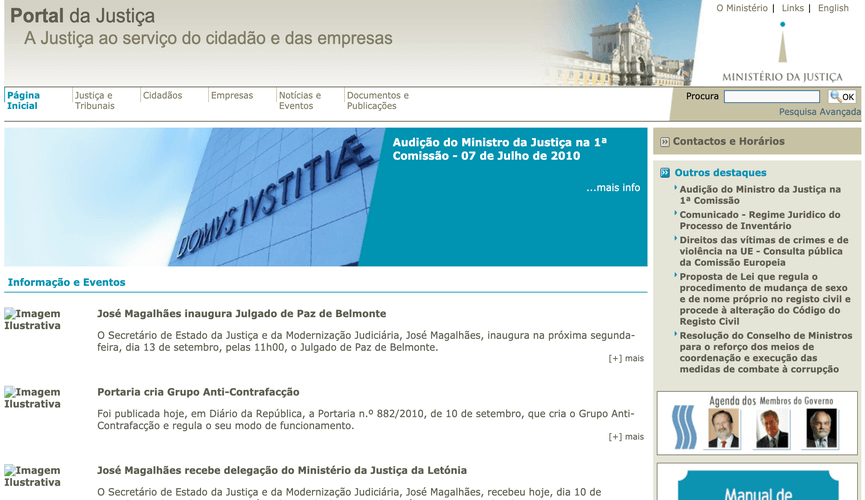 Portal da Justiça
A Justiça ao serviço do cidadão e das empresas
O Ministério | Links | English
MINISTÉRIO DA JUSTIÇA
Página
Inicial
Justiça e
Tribunais
Cidadãos
Empresas
Notícias e
Eventos
Documentos e
Publicações
Procura
OK
Pesquisa Avançada
DOMVS IVSTITIÆ
Audição do Ministro da Justiça na 1ª
Comissão - 07 de Julho de 2010
...mais info
Informação e Eventos
Imagem
Ilustrativa
José Magalhães inaugura Julgado de Paz de Belmonte
O Secretário de Estado da Justiça e da Modernização Judiciária, José Magalhães, inaugura na próxima segunda-
feira, dia 13 de setembro, pelas 11h00, o Julgado de Paz de Belmonte.
[+] mais
Imagem
Ilustrativa
Portaria cria Grupo Anti-Contrafacção
Foi publicada hoje, em Diário da República, a Portaria n.º 882/2010, de 10 de setembro, que cria o Grupo Anti-
Contrafacção e regula o seu modo de funcionamento.
[+] mais
Imagem
Ilustrativa
José Magalhães recebe delegação do Ministério da Justiça da Letónia
O Secretário de Estado da Justiça e da Modernização Judiciária, José Magalhães, recebeu hoje, dia 10 de
Contactos e Horários
Outros destaques
Audição do Ministro da Justiça na
1ª Comissão
Comunicado - Regime Juridico do
Processo de Inventário
Direitos das vítimas de crimes e de
violência na UE - Consulta pública
da Comissão Europeia
Proposta de Lei que regula o
procedimento de mudança de sexo
e de nome próprio no registo civil e
procede à alteração do Código do
Registo Civil
Resolução do Conselho de Ministros
para o reforço dos meios de
coordenação e execução das
medidas de combate à corrupção
Agenda dos Membros do Governo
Manual de